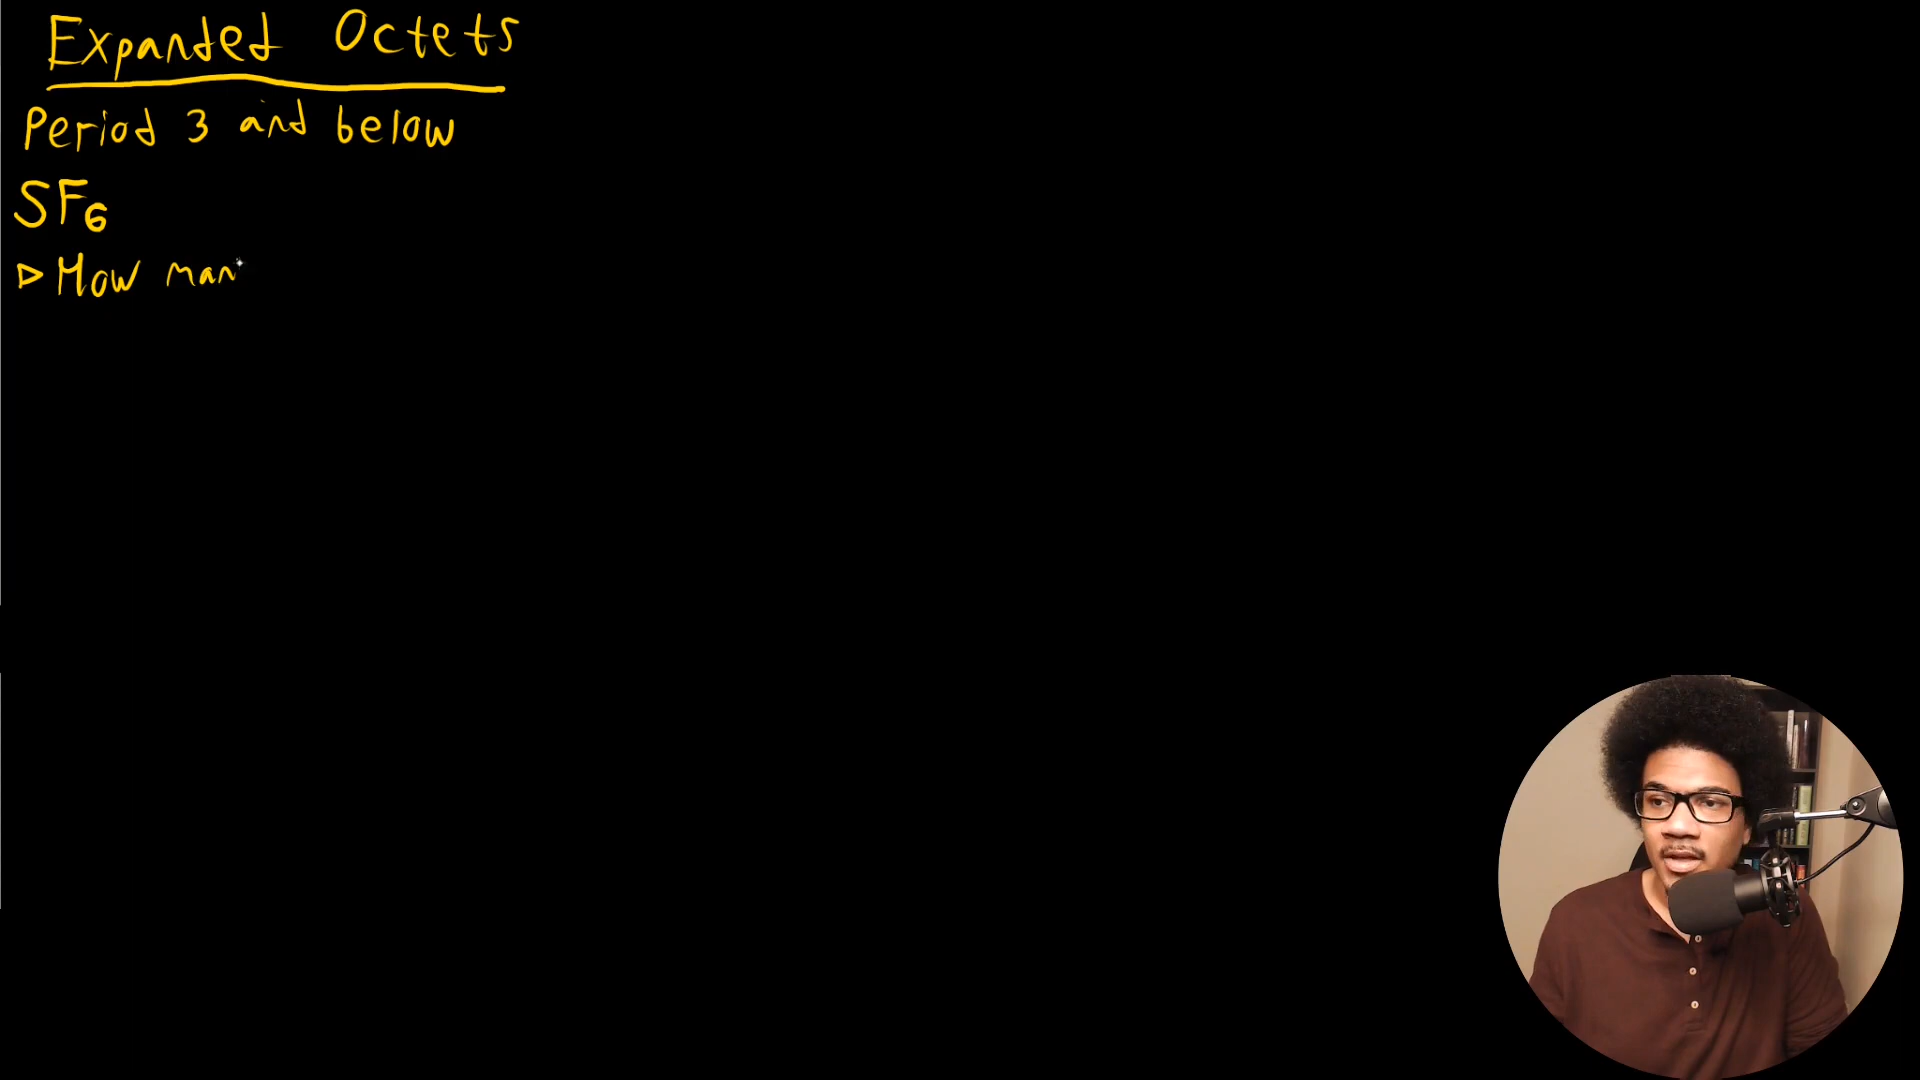 Expanded Octets
Period 3 and below
SF₆
▷ How man